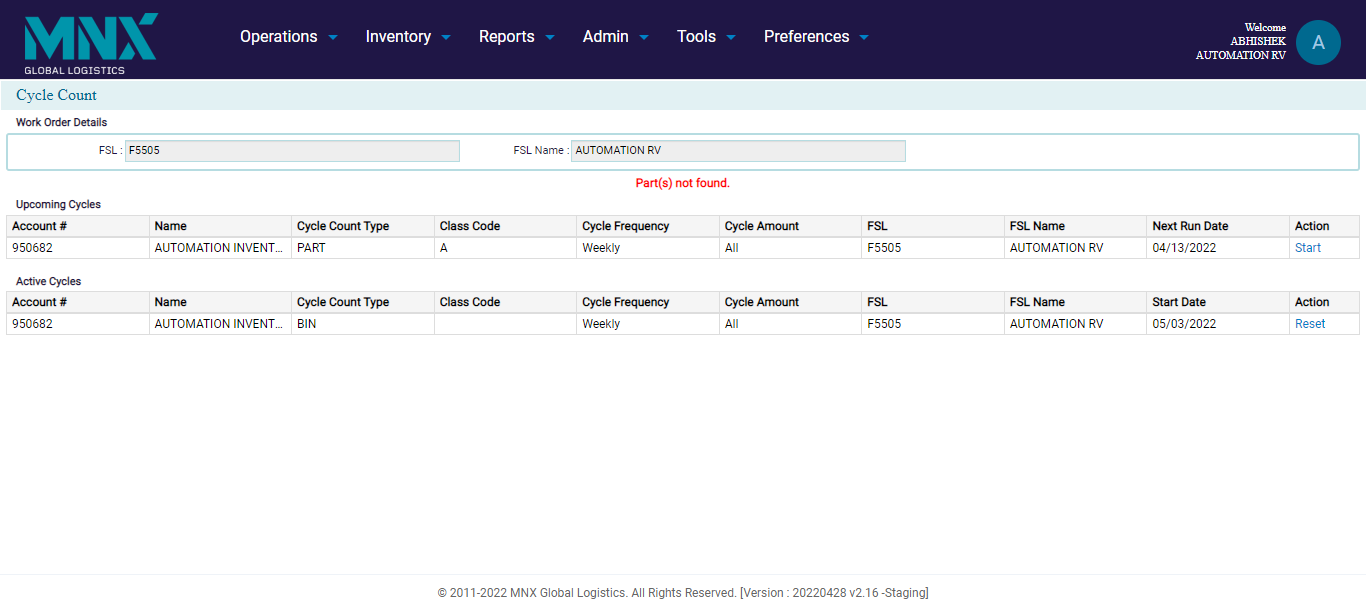 MNX
GLOBAL LOGISTICS
Operations Inventory Reports Admin Tools Preferences
Welcome
ABHISHEK
AUTOMATION RV
A
Cycle Count
Work Order Details
FSL : F5505 FSL Name : AUTOMATION RV
Part(s) not found.
Upcoming Cycles
Account # Name Cycle Count Type Class Code Cycle Frequency Cycle Amount FSL FSL Name Next Run Date Action
950682 AUTOMATION INVENT... PART A Weekly All F5505 AUTOMATION RV 04/13/2022 Start
Active Cycles
Account # Name Cycle Count Type Class Code Cycle Frequency Cycle Amount FSL FSL Name Start Date Action
950682 AUTOMATION INVENT... BIN Weekly All F5505 AUTOMATION RV 05/03/2022 Reset
© 2011-2022 MNX Global Logistics. All Rights Reserved. [Version : 20220428 v2.16 -Staging]